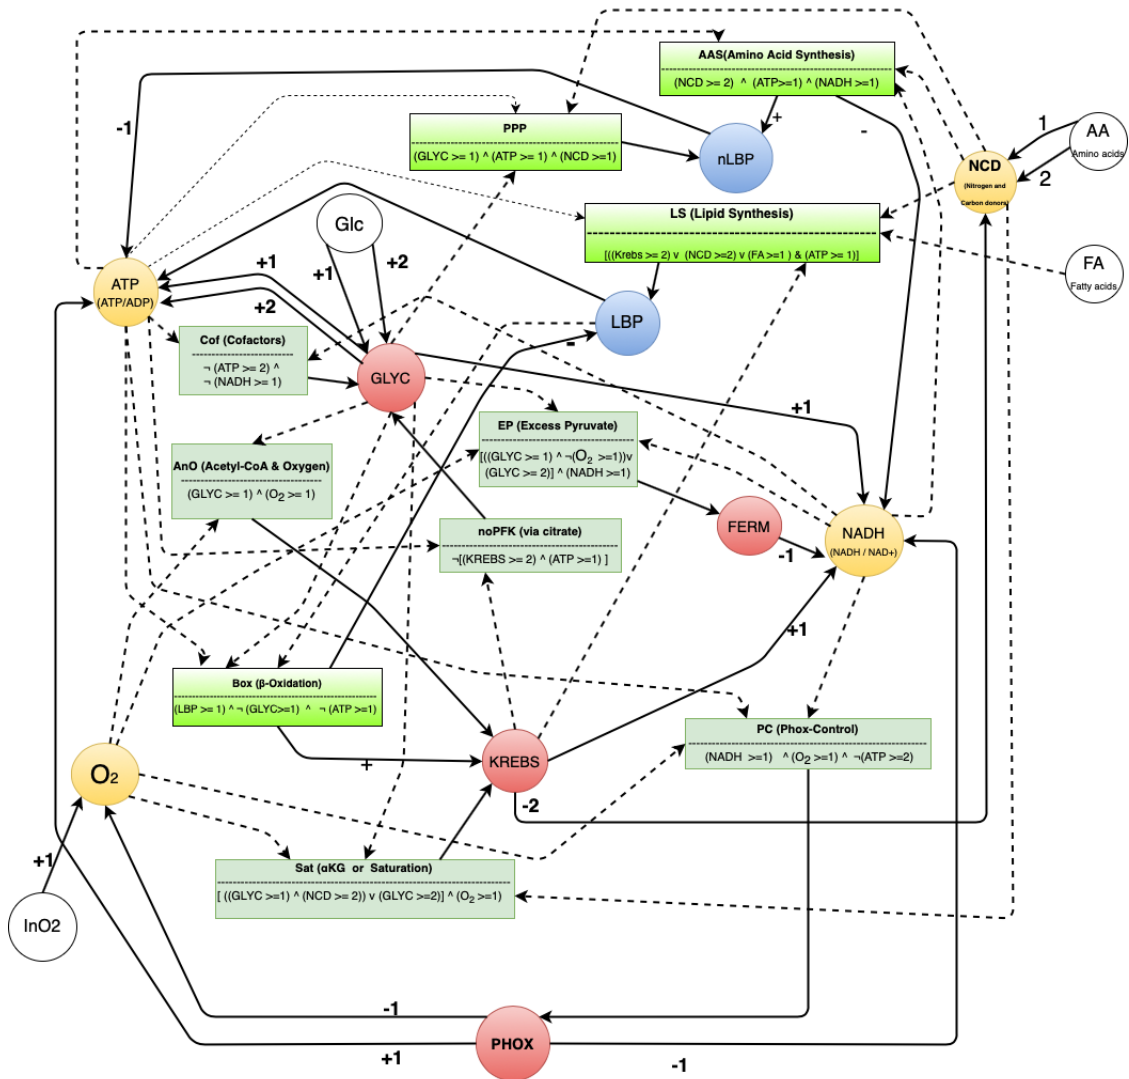 AAS(Amino Acid Synthesis)
(NCD >= 2) ^ (ATP>=1) ^ (NADH >=1)
-1
PPP
(GLYC >= 1) ^ (ATP >= 1) ^ (NCD >=1)
+
-
nLBP
1
2
AA
Amino acids
NCD
(Nitrogen and
Carbon donors)
LS (Lipid Synthesis)
[((Krebs >= 2) v (NCD >=2) v (FA >=1 ) & (ATP >= 1)]
Glc
+1
+2
FA
Fatty acids
ATP
(ATP/ADP)
+1
+2
LBP
-
Cof (Cofactors)
¬ (ATP >= 2) ^
¬ (NADH >= 1)
GLYC
+1
EP (Excess Pyruvate)
[((GLYC >= 1) ^ ¬(O2 >=1))v
(GLYC >= 2)] ^ (NADH >=1)
AnO (Acetyl-CoA & Oxygen)
(GLYC >= 1) ^ (O2 >= 1)
noPFK (via citrate)
¬[(KREBS >= 2) ^ (ATP >=1) ]
FERM
-1
NADH
(NADH / NAD+)
+1
Box (β-Oxidation)
(LBP >= 1) ^ ¬ (GLYC>=1) ^ ¬ (ATP >=1)
+
KREBS
-2
PC (Phox-Control)
(NADH >=1) ^ (O2 >=1) ^ ¬(ATP >=2)
O2
+1
InO2
Sat (αKG or Saturation)
[ ((GLYC >=1) ^ (NCD >= 2)) v (GLYC >=2)] ^ (O2 >=1)
-1
PHOX
+1
-1